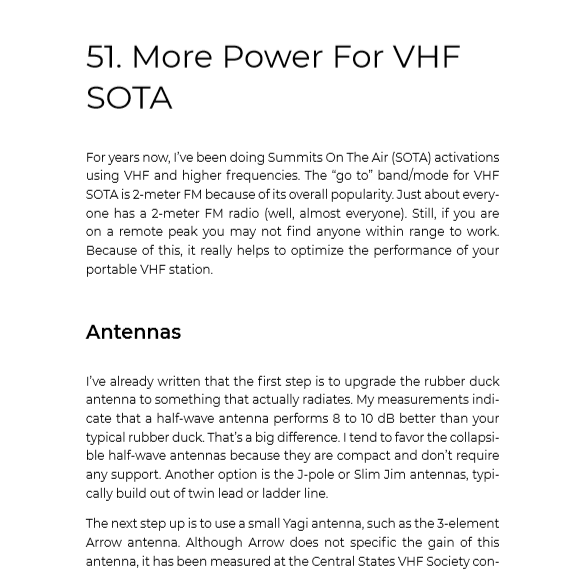 51. More Power For VHF
SOTA
For years now, I've been doing Summits On The Air (SOTA) activations
using VHF and higher frequencies. The “go to” band/mode for VHF
SOTA is 2-meter FM because of its overall popularity. Just about every-
one has a 2-meter FM radio (well, almost everyone). Still, if you are
on a remote peak you may not find anyone within range to work.
Because of this, it really helps to optimize the performance of your
portable VHF station.
Antennas
I've already written that the first step is to upgrade the rubber duck
antenna to something that actually radiates. My measurements indi-
cate that a half-wave antenna performs 8 to 10 dB better than your
typical rubber duck. That's a big difference. I tend to favor the collapsi-
ble half-wave antennas because they are compact and don't require
any support. Another option is the J-pole or Slim Jim antennas, typi-
cally build out of twin lead or ladder line.
The next step up is to use a small Yagi antenna, such as the 3-element
Arrow antenna. Although Arrow does not specific the gain of this
antenna, it has been measured at the Central States VHF Society con-